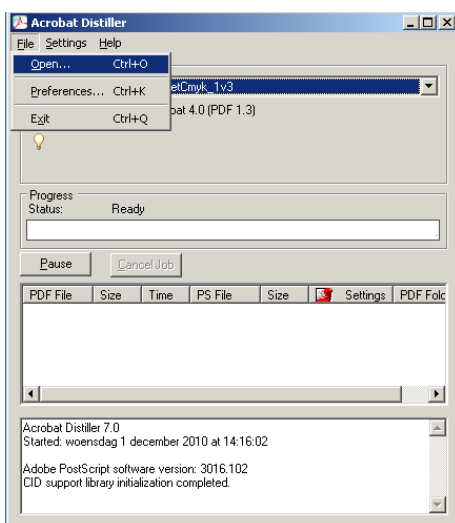 Acrobat Distiller
File Settings Help
Open... Ctrl+O
Preferences... Ctrl+K
Exit Ctrl+Q
etCmyk_1v3
bat 4.0 (PDF 1.3)
Progress
Status: Ready
Pause Cancel Job
PDF File Size Time PS File Size Settings PDF Folc
Acrobat Distiller 7.0
Started: woensdag 1 december 2010 at 14:16:02
Adobe PostScript software version: 3016.102
CID support library initialization completed.